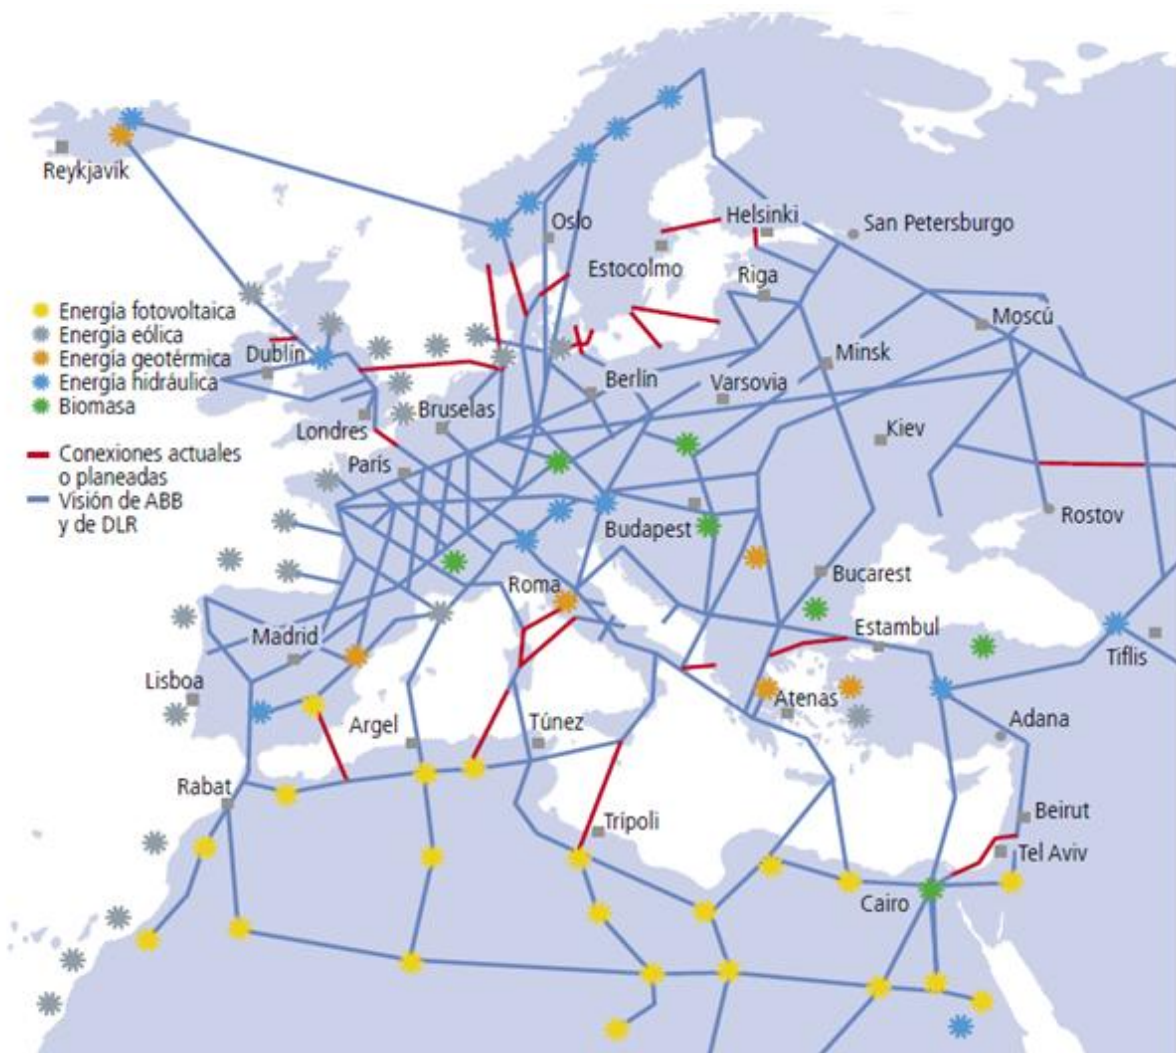 Reykjavik
Oslo
Helsinki
San Petersburgo
Estocolmo
Riga
Moscú
Energía fotovoltaica
Energía eólica
Energía geotérmica
Energía hidráulica
Biomasa
Conexiones actuales
o planeadas
Visión de ABB
y de DLR
Dublín
Minsk
Berlín
Varsovia
Londres
Bruselas
Kiev
París
Budapest
Rostov
Roma
Bucarest
Madrid
Estambul
Tiflis
Lisboa
Atenas
Argel
Túnez
Adana
Rabat
Trípoli
Beirut
Tel Aviv
Cairo